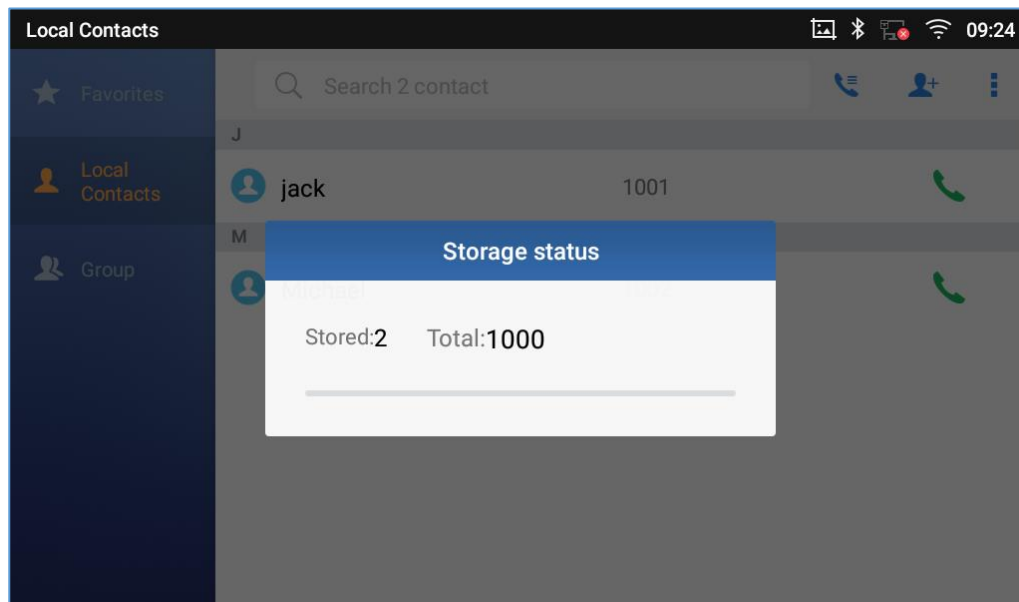 Local Contacts
09:24
Favorites
Search 2 contact
J
Local
Contacts
jack
1001
M
Storage status
Group
Michael
1002
Stored:2
Total:1000